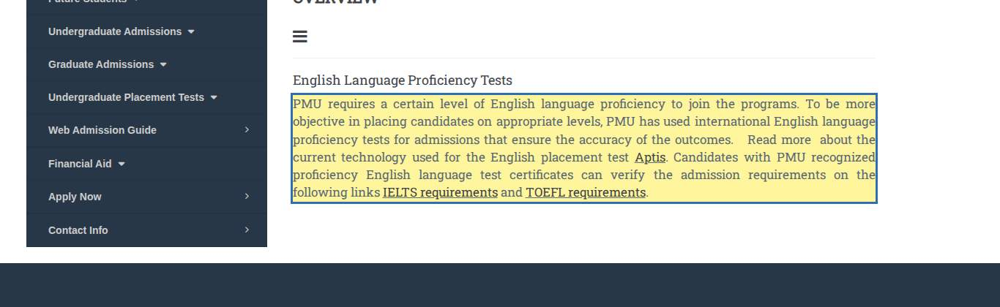 Future Students
OVERVIEW
Undergraduate Admissions
Graduate Admissions
Undergraduate Placement Tests
Web Admission Guide
Financial Aid
Apply Now
Contact Info
English Language Proficiency Tests
PMU requires a certain level of English language proficiency to join the programs. To be more
objective in placing candidates on appropriate levels, PMU has used international English language
proficiency tests for admissions that ensure the accuracy of the outcomes. Read more about the
current technology used for the English placement test Aptis. Candidates with PMU recognized
proficiency English language test certificates can verify the admission requirements on the
following links IELTS requirements and TOEFL requirements.